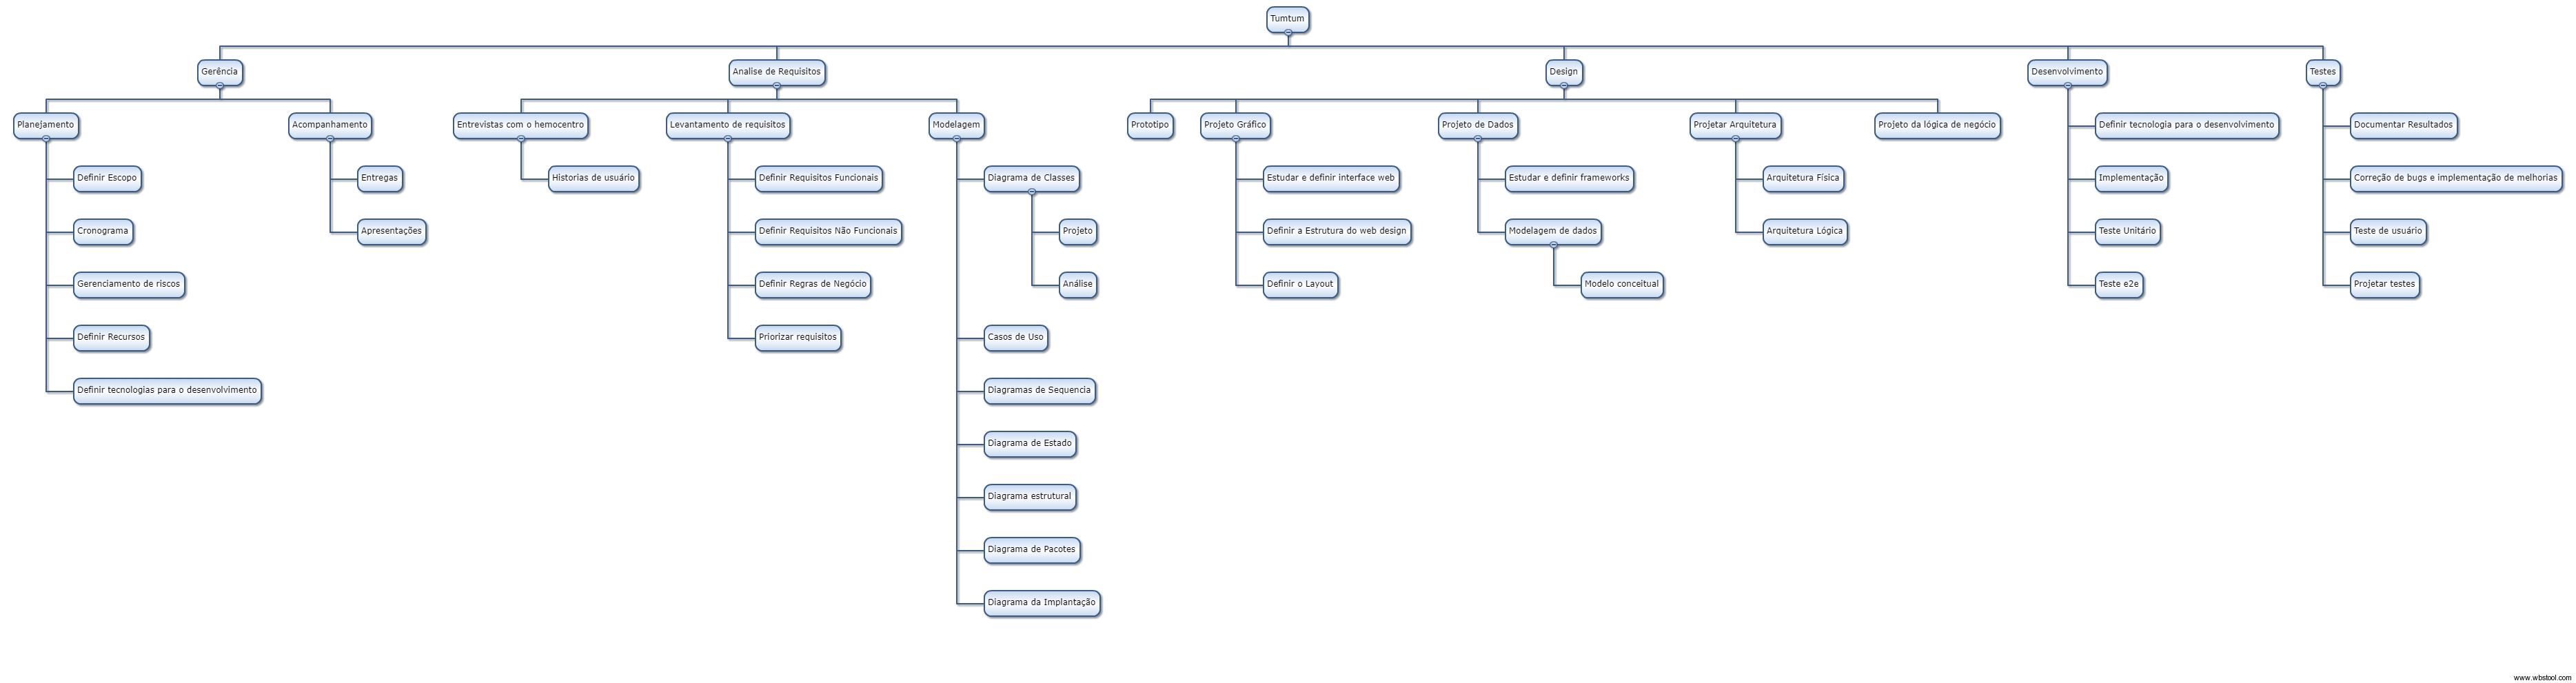 Tumtum
Gerência
Analise de Requisitos
Design
Desenvolvimento
Testes
Planejamento
Acompanhamento
Entrevistas com o hemocentro
Levantamento de requisitos
Modelagem
Prototipo
Projeto Gráfico
Projeto de Dados
Projetar Arquitetura
Projeto da lógica de negócio
Definir tecnologia para o desenvolvimento
Documentar Resultados
Definir Escopo
Entregas
Historias de usuário
Definir Requisitos Funcionais
Diagrama de Classes
Estudar e definir interface web
Estudar e definir frameworks
Arquitetura Física
Implementação
Correção de bugs e implementação de melhorias
Cronograma
Apresentações
Definir Requisitos Não Funcionais
Projeto
Definir a Estrutura do web design
Modelagem de dados
Arquitetura Lógica
Teste Unitário
Teste de usuário
Gerenciamento de riscos
Definir Regras de Negócio
Análise
Definir o Layout
Modelo conceitual
Teste e2e
Projetar testes
Definir Recursos
Priorizar requisitos
Casos de Uso
Definir tecnologias para o desenvolvimento
Diagramas de Sequencia
Diagrama de Estado
Diagrama estrutural
Diagrama de Pacotes
Diagrama da Implantação
www.wbstool.com